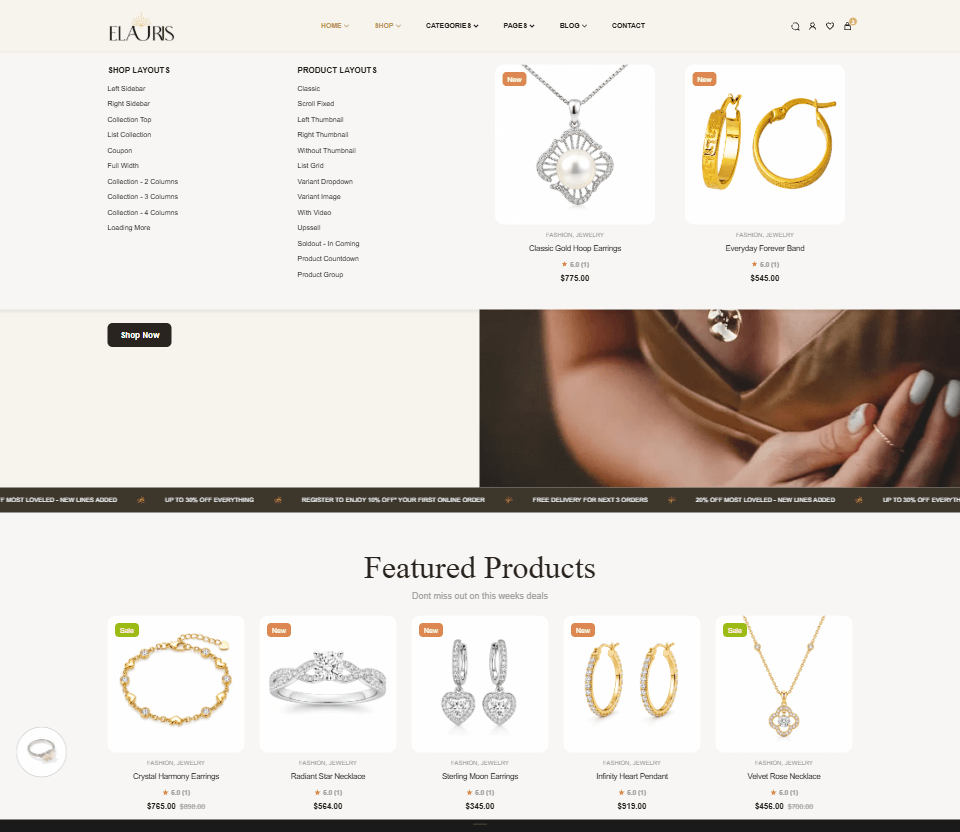 ELAURIS
HOME SHOP CATEGORIES PAGES BLOG CONTACT
SHOP LAYOUTS
Left Sidebar
Right Sidebar
Collection Top
List Collection
Coupon
Full Width
Collection - 2 Columns
Collection - 3 Columns
Collection - 4 Columns
Loading More
PRODUCT LAYOUTS
Classic
Scroll Fixed
Left Thumbnail
Right Thumbnail
Without Thumbnail
List Grid
Variant Dropdown
Variant Image
With Video
Upssell
Soldout - In Coming
Product Countdown
Product Group
New
FASHION, JEWELRY
Classic Gold Hoop Earrings
5.0 (1)
$775.00
New
FASHION, JEWELRY
Everyday Forever Band
5.0 (1)
$545.00
Shop Now
F MOST LOVELED - NEW LINES ADDED UP TO 30% OFF EVERYTHING REGISTER TO ENJOY 10% OFF* YOUR FIRST ONLINE ORDER FREE DELIVERY FOR NEXT 3 ORDERS 20% OFF MOST LOVELED - NEW LINES ADDED UP TO 30% OFF EVERYTH
Featured Products
Dont miss out on this weeks deals
Sale
FASHION, JEWELRY
Crystal Harmony Earrings
5.0 (1)
$765.00 $890.00
New
FASHION, JEWELRY
Radiant Star Necklace
5.0 (1)
$564.00
New
FASHION, JEWELRY
Sterling Moon Earrings
5.0 (1)
$345.00
New
FASHION, JEWELRY
Infinity Heart Pendant
5.0 (1)
$919.00
Sale
FASHION, JEWELRY
Velvet Rose Necklace
5.0 (1)
$456.00 $700.00